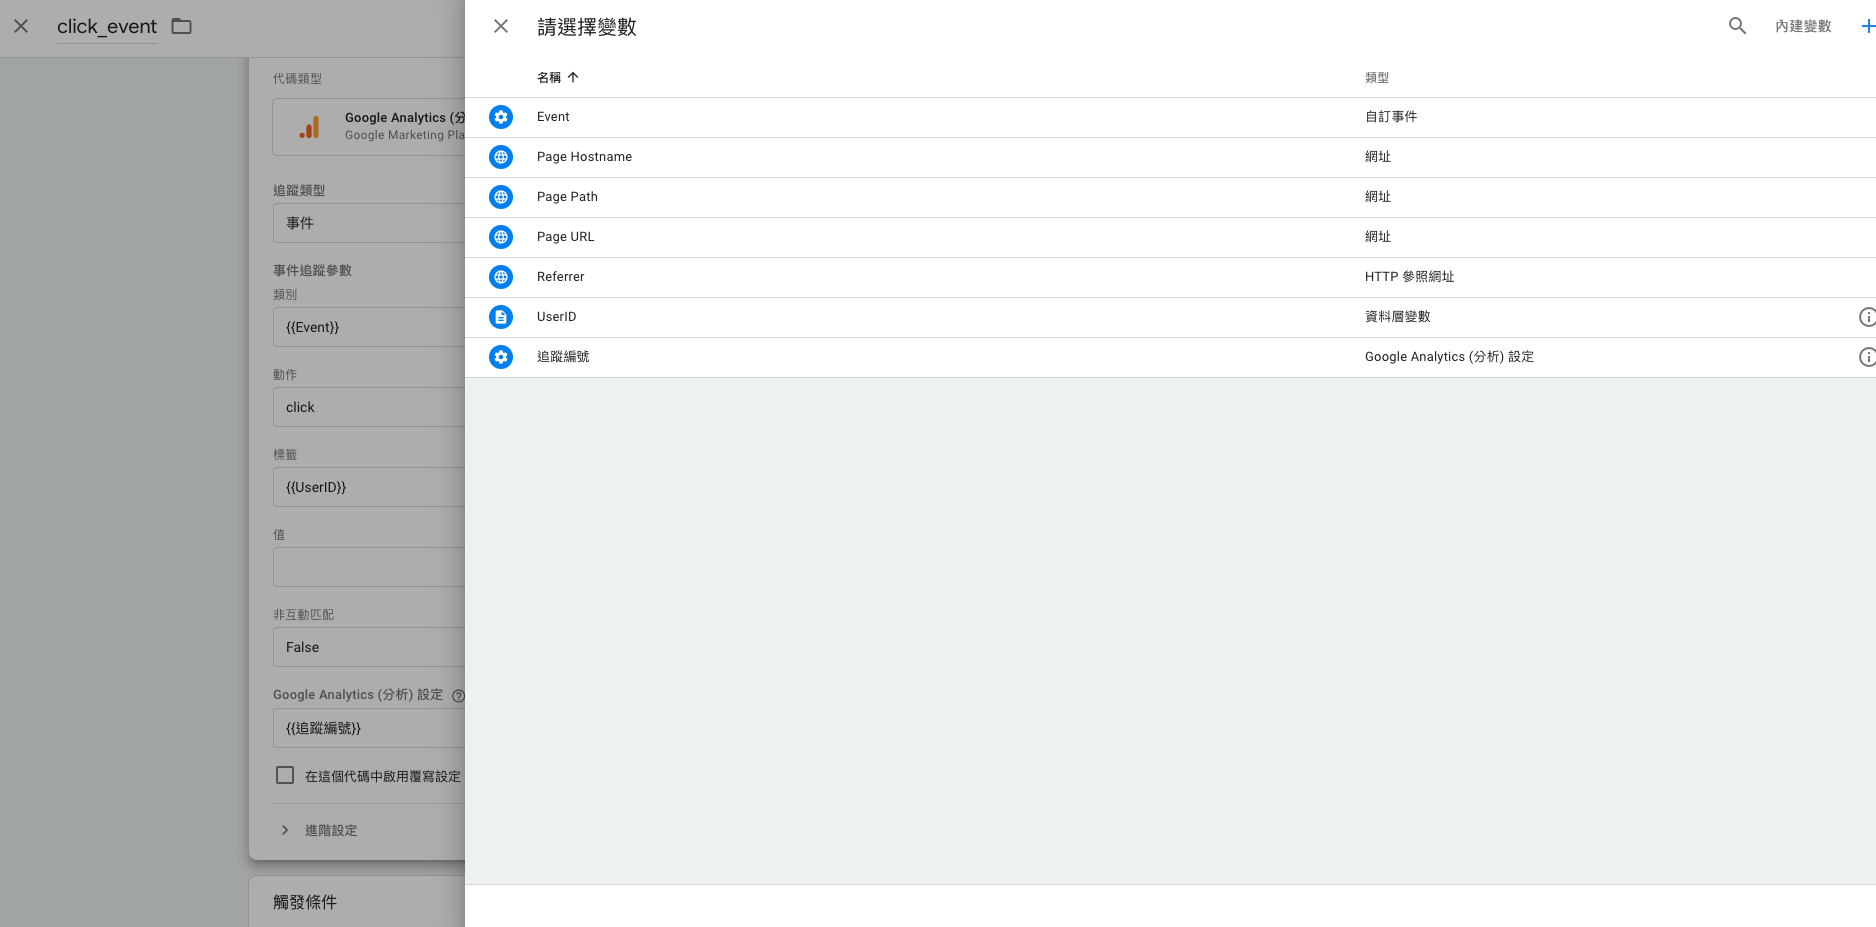 click_event
代碼類型
Google Analytics (分
Google Marketing Pla
追蹤類型
事件
事件追蹤參數
類別
{{Event}}
動作
click
標籤
{{UserID}}
值
非互動匹配
False
Google Analytics (分析) 設定
{{追蹤編號}}
在這個代碼中啟用覆寫設定
進階設定
觸發條件
請選擇變數
內建變數
名稱 類型
Event 自訂事件
Page Hostname 網址
Page Path 網址
Page URL 網址
Referrer HTTP 參照網址
UserID 資料層變數
追蹤編號 Google Analytics (分析) 設定